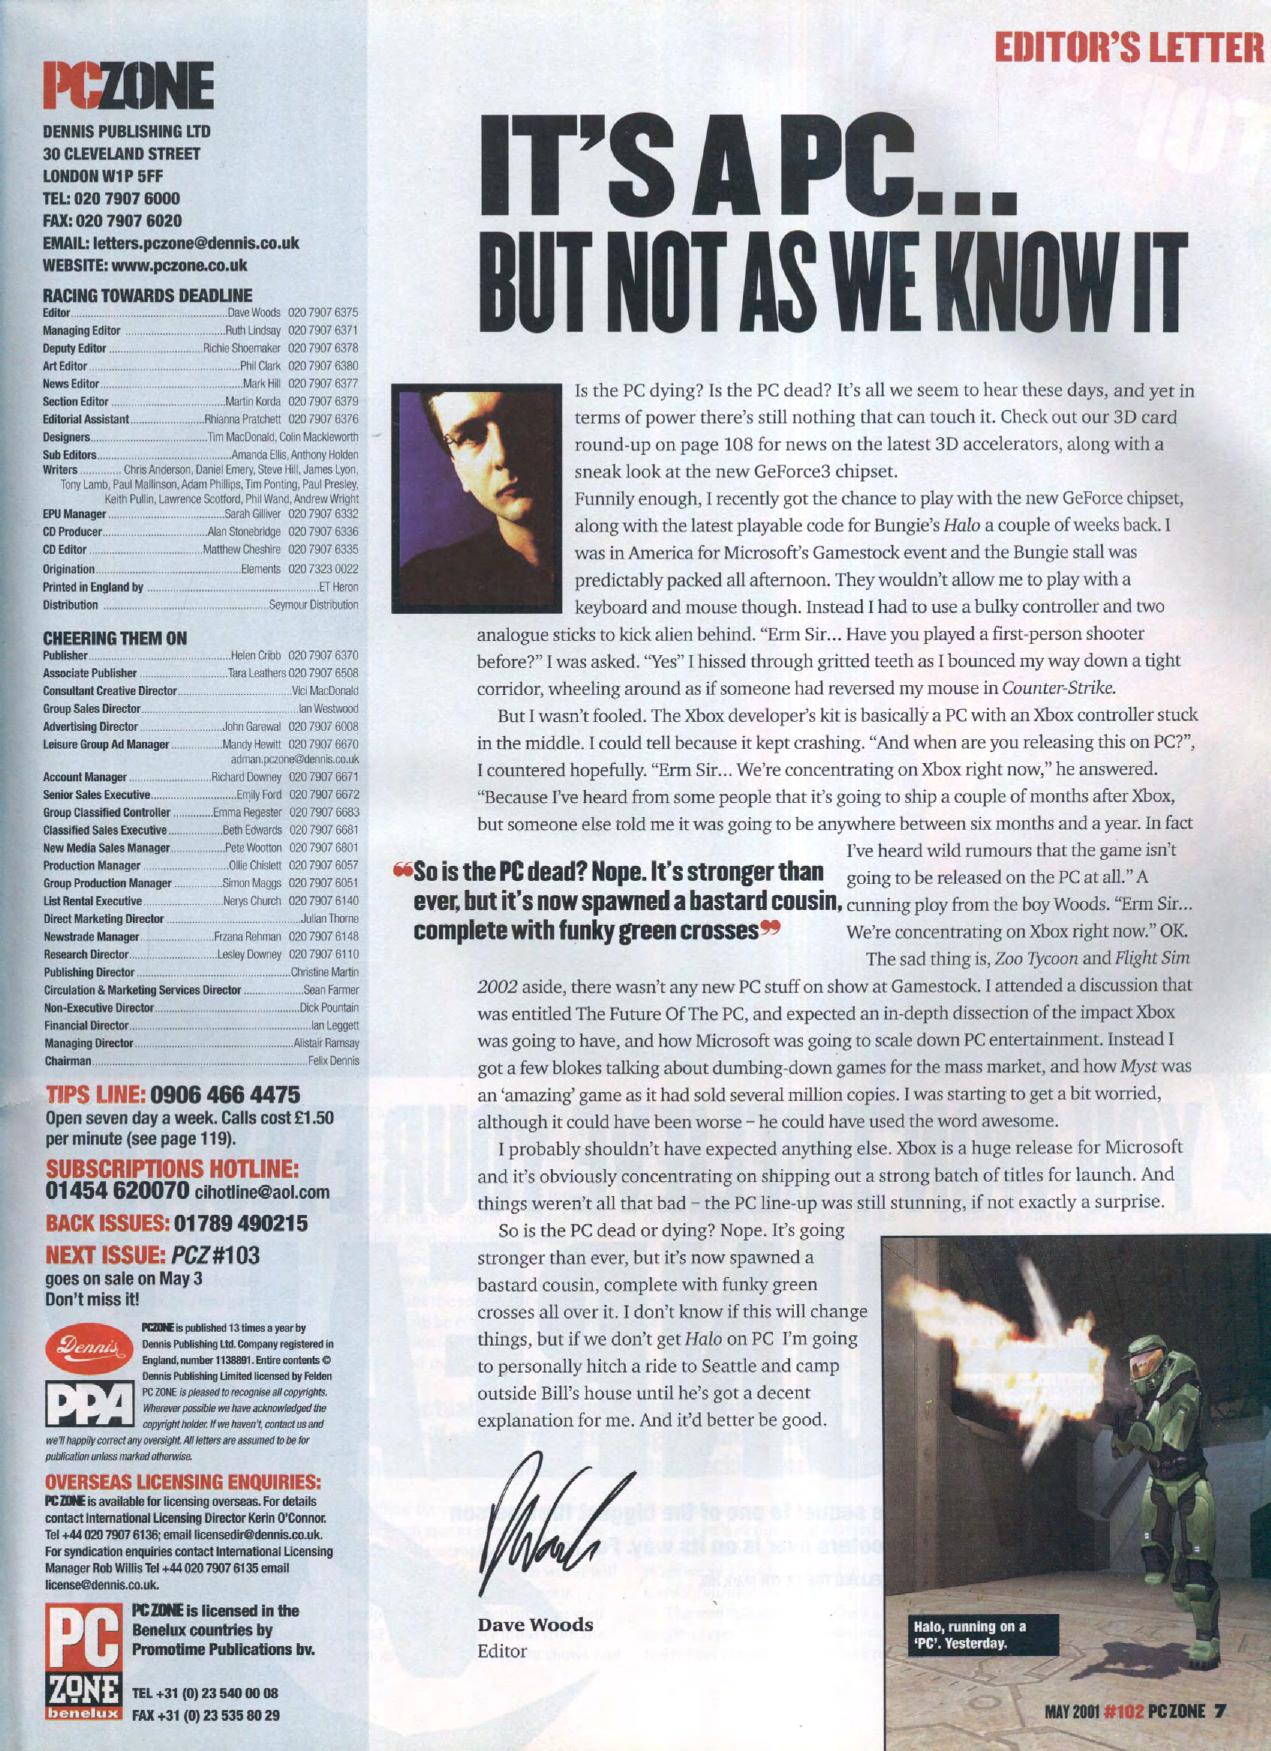 EDITOR'S LETTER
PCZONE
DENNIS PUBLISHING LTD
30 CLEVELAND STREET
LONDON W1P 5FF
TEL: 020 7907 6000
FAX: 020 7907 6020
EMAIL: letters.pczone@dennis.co.uk
WEBSITE: www.pczone.co.uk
RACING TOWARDS DEADLINE
Editor Dave Woods 020 7907 6375
Managing Editor Ruth Lindsay 020 7907 6371
Deputy Editor Richie Shoemaker 020 7907 6378
Art Editor Phil Clark 020 7907 6380
News Editor Mark Hill 020 7907 6377
Section Editor Martin Korda 020 7907 6379
Editorial Assistant Rhianna Pratchett 020 7907 6376
Designers Tim MacDonald, Colin Mackleworth
Sub Editors Amanda Ellis, Anthony Holden
Writers Chris Anderson, Daniel Emery, Steve Hill, James Lyon,
Tony Lamb, Paul Mallinson, Adam Phillips, Tim Ponting, Paul Presley,
Keith Pullin, Lawrence Scotford, Phil Wand, Andrew Wright
EPU Manager Sarah Gilliver 020 7907 6332
CD Producer Alan Stonebridge 020 7907 6336
CD Editor Matthew Cheshire 020 7907 6335
Origination Elements 020 7323 0022
Printed in England by ET Heron
Distribution Seymour Distribution
CHEERING THEM ON
Publisher Helen Cribb 020 7907 6370
Associate Publisher Tara Leathers 020 7907 6508
Consultant Creative Director Vici MacDonald
Group Sales Director Ian Westwood
Advertising Director John Garewal 020 7907 6008
Leisure Group Ad Manager Mandy Hewitt 020 7907 6670
adman.pczone@dennis.co.uk
Account Manager Richard Downey 020 7907 6671
Senior Sales Executive Emily Ford 020 7907 6672
Group Classified Controller Emma Regester 020 7907 6683
Classified Sales Executive Beth Edwards 020 7907 6681
New Media Sales Manager Pete Wootton 020 7907 6801
Production Manager Ollie Chislett 020 7907 6057
Group Production Manager Simon Maggs 020 7907 6051
List Rental Executive Nerys Church 020 7907 6140
Direct Marketing Director Julian Thorne
Newstrade Manager Frzana Rehman 020 7907 6148
Research Director Lesley Downey 020 7907 6110
Publishing Director Christine Martin
Circulation & Marketing Services Director Sean Farmer
Non-Executive Director Dick Pountain
Financial Director Ian Leggett
Managing Director Alistair Ramsay
Chairman Felix Dennis
TIPS LINE: 0906 466 4475
Open seven day a week. Calls cost £1.50
per minute (see page 119).
SUBSCRIPTIONS HOTLINE:
01454 620070 cihotline@aol.com
BACK ISSUES: 01789 490215
NEXT ISSUE: PCZ #103
goes on sale on May 3
Don't miss it!
Dennis
PPA
PCZONE is published 13 times a year by
Dennis Publishing Ltd. Company registered in
England, number 1138891. Entire contents ©
Dennis Publishing Limited licensed by Felden
PC ZONE is pleased to recognise all copyrights.
Wherever possible we have acknowledged the
copyright holder. If we haven't, contact us and
we'll happily correct any oversight. All letters are assumed to be for
publication unless marked otherwise.
OVERSEAS LICENSING ENQUIRIES:
PC ZONE is available for licensing overseas. For details
contact International Licensing Director Kerin O'Connor.
Tel +44 020 7907 6136; email licensedir@dennis.co.uk.
For syndication enquiries contact International Licensing
Manager Rob Willis Tel +44 020 7907 6135 email
license@dennis.co.uk.
PC
ZONE
benelux
PC ZONE is licensed in the
Benelux countries by
Promotime Publications bv.
TEL +31 (0) 23 540 00 08
FAX +31 (0) 23 535 80 29
IT'S A PC...
BUT NOT AS WE KNOW IT
Is the PC dying? Is the PC dead? It's all we seem to hear these days, and yet in
terms of power there's still nothing that can touch it. Check out our 3D card
round-up on page 108 for news on the latest 3D accelerators, along with a
sneak look at the new GeForce3 chipset.
Funnily enough, I recently got the chance to play with the new GeForce chipset,
along with the latest playable code for Bungie's Halo a couple of weeks back. I
was in America for Microsoft's Gamestock event and the Bungie stall was
predictably packed all afternoon. They wouldn't allow me to play with a
keyboard and mouse though. Instead I had to use a bulky controller and two
analogue sticks to kick alien behind. “Erm Sir... Have you played a first-person shooter
before?” I was asked. “Yes” I hissed through gritted teeth as I bounced my way down a tight
corridor, wheeling around as if someone had reversed my mouse in Counter-Strike.
But I wasn't fooled. The Xbox developer's kit is basically a PC with an Xbox controller stuck
in the middle. I could tell because it kept crashing. “And when are you releasing this on PC?”,
I countered hopefully. “Erm Sir... We're concentrating on Xbox right now,” he answered.
“Because I've heard from some people that it's going to ship a couple of months after Xbox,
but someone else told me it was going to be anywhere between six months and a year. In fact
I've heard wild rumours that the game isn't
going to be released on the PC at all.” A
cunning ploy from the boy Woods. “Erm Sir...
We're concentrating on Xbox right now.” OK.
“So is the PC dead? Nope. It's stronger than
ever, but it's now spawned a bastard cousin,
complete with funky green crosses”
The sad thing is, Zoo Tycoon and Flight Sim
2002 aside, there wasn't any new PC stuff on show at Gamestock. I attended a discussion that
was entitled The Future Of The PC, and expected an in-depth dissection of the impact Xbox
was going to have, and how Microsoft was going to scale down PC entertainment. Instead I
got a few blokes talking about dumbing-down games for the mass market, and how Myst was
an ‘amazing’ game as it had sold several million copies. I was starting to get a bit worried,
although it could have been worse – he could have used the word awesome.
I probably shouldn't have expected anything else. Xbox is a huge release for Microsoft
and it's obviously concentrating on shipping out a strong batch of titles for launch. And
things weren't all that bad – the PC line-up was still stunning, if not exactly a surprise.
So is the PC dead or dying? Nope. It's going
stronger than ever, but it's now spawned a
bastard cousin, complete with funky green
crosses all over it. I don't know if this will change
things, but if we don't get Halo on PC I'm going
to personally hitch a ride to Seattle and camp
outside Bill's house until he's got a decent
explanation for me. And it'd better be good.
DWoods
Dave Woods
Editor
Halo, running on a
‘PC’. Yesterday.
MAY 2001 #102 PC ZONE 7